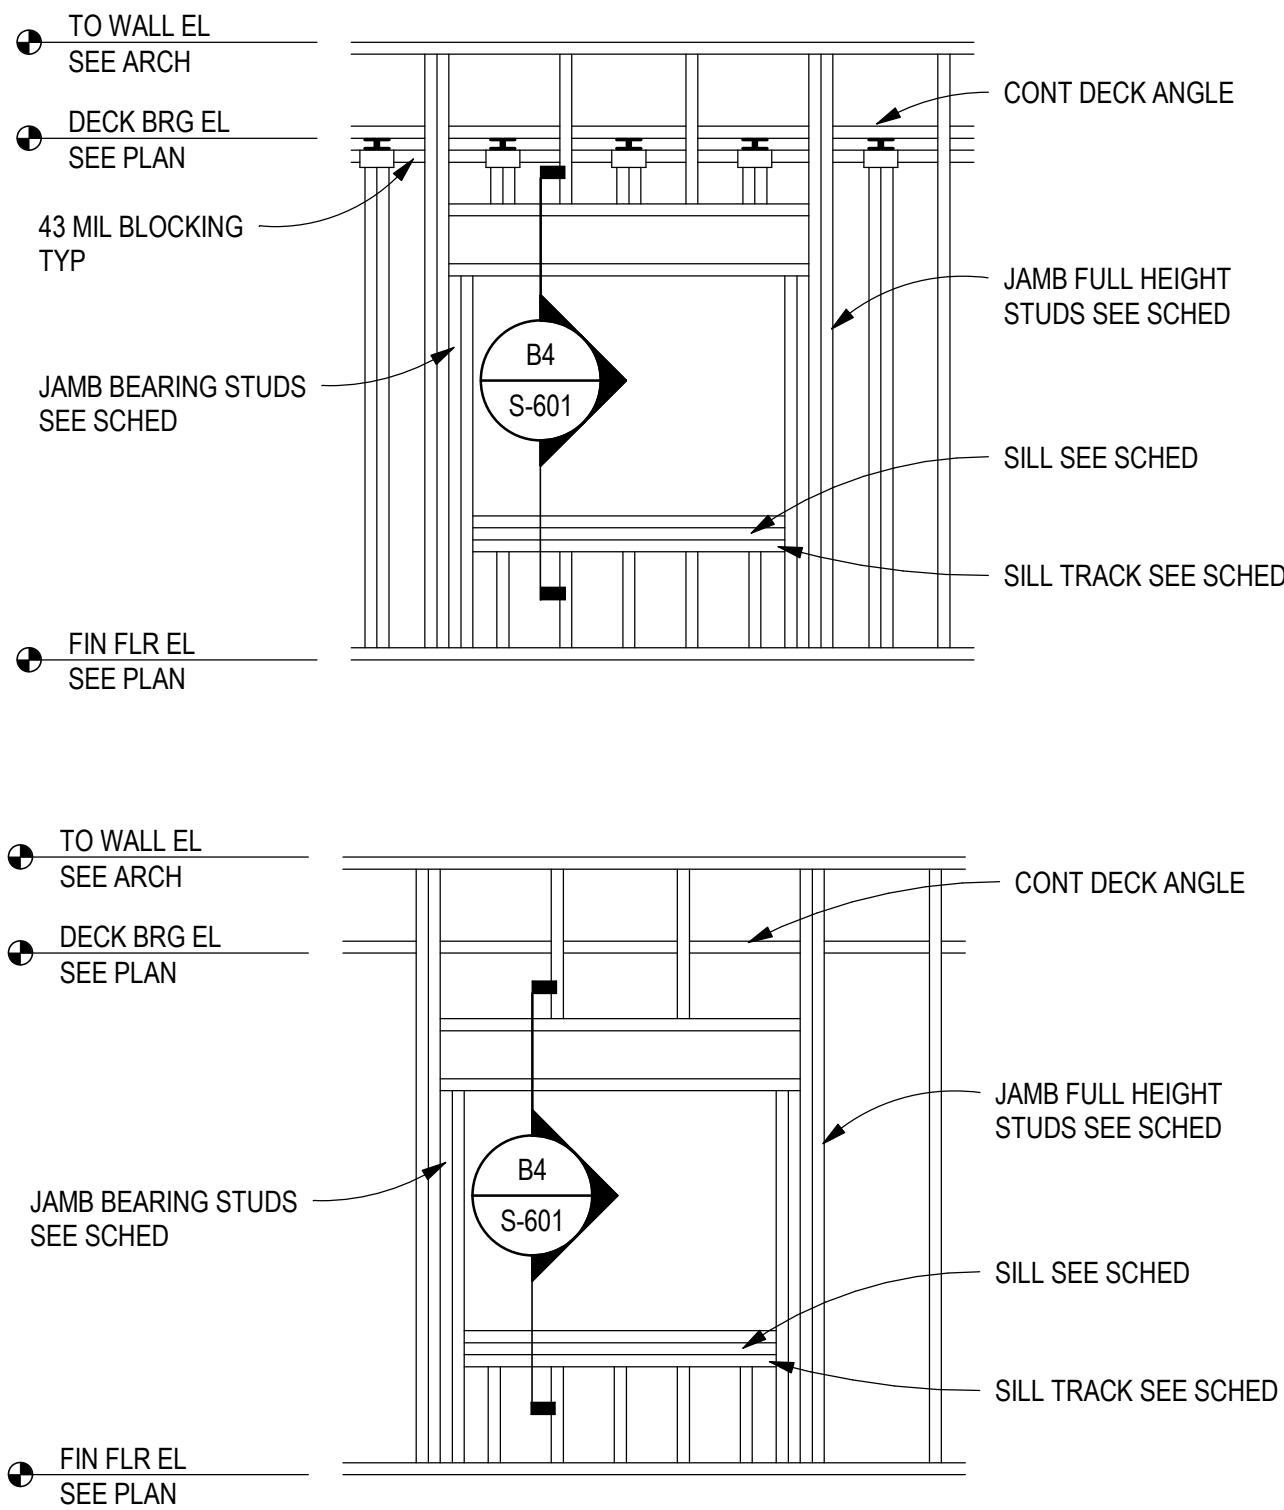 TO WALL EL
SEE ARCH
CONT DECK ANGLE
DECK BRG EL
SEE PLAN
43 MIL BLOCKING
TYP
JAMB FULL HEIGHT
STUDS SEE SCHED
B4
S-601
JAMB BEARING STUDS
SEE SCHED
SILL SEE SCHED
SILL TRACK SEE SCHED
FIN FLR EL
SEE PLAN
TO WALL EL
SEE ARCH
CONT DECK ANGLE
DECK BRG EL
SEE PLAN
JAMB FULL HEIGHT
STUDS SEE SCHED
B4
S-601
JAMB BEARING STUDS
SEE SCHED
SILL SEE SCHED
SILL TRACK SEE SCHED
FIN FLR EL
SEE PLAN